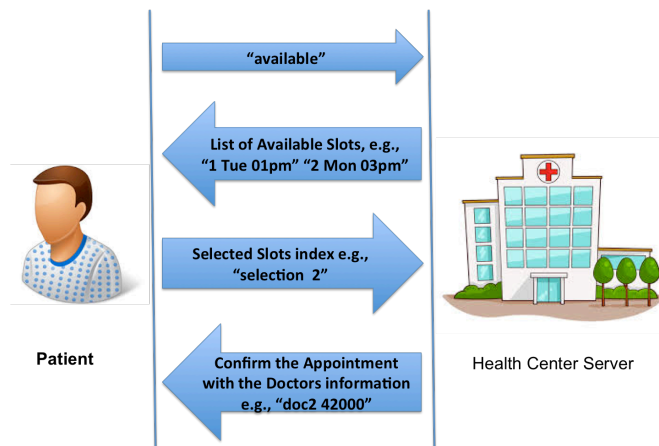 “available”
List of Available Slots, e.g.,
“1 Tue 01pm” “2 Mon 03pm”
Selected Slots index e.g.,
“selection 2”
Confirm the Appointment
with the Doctors information
e.g., “doc2 42000”
Patient
Health Center Server